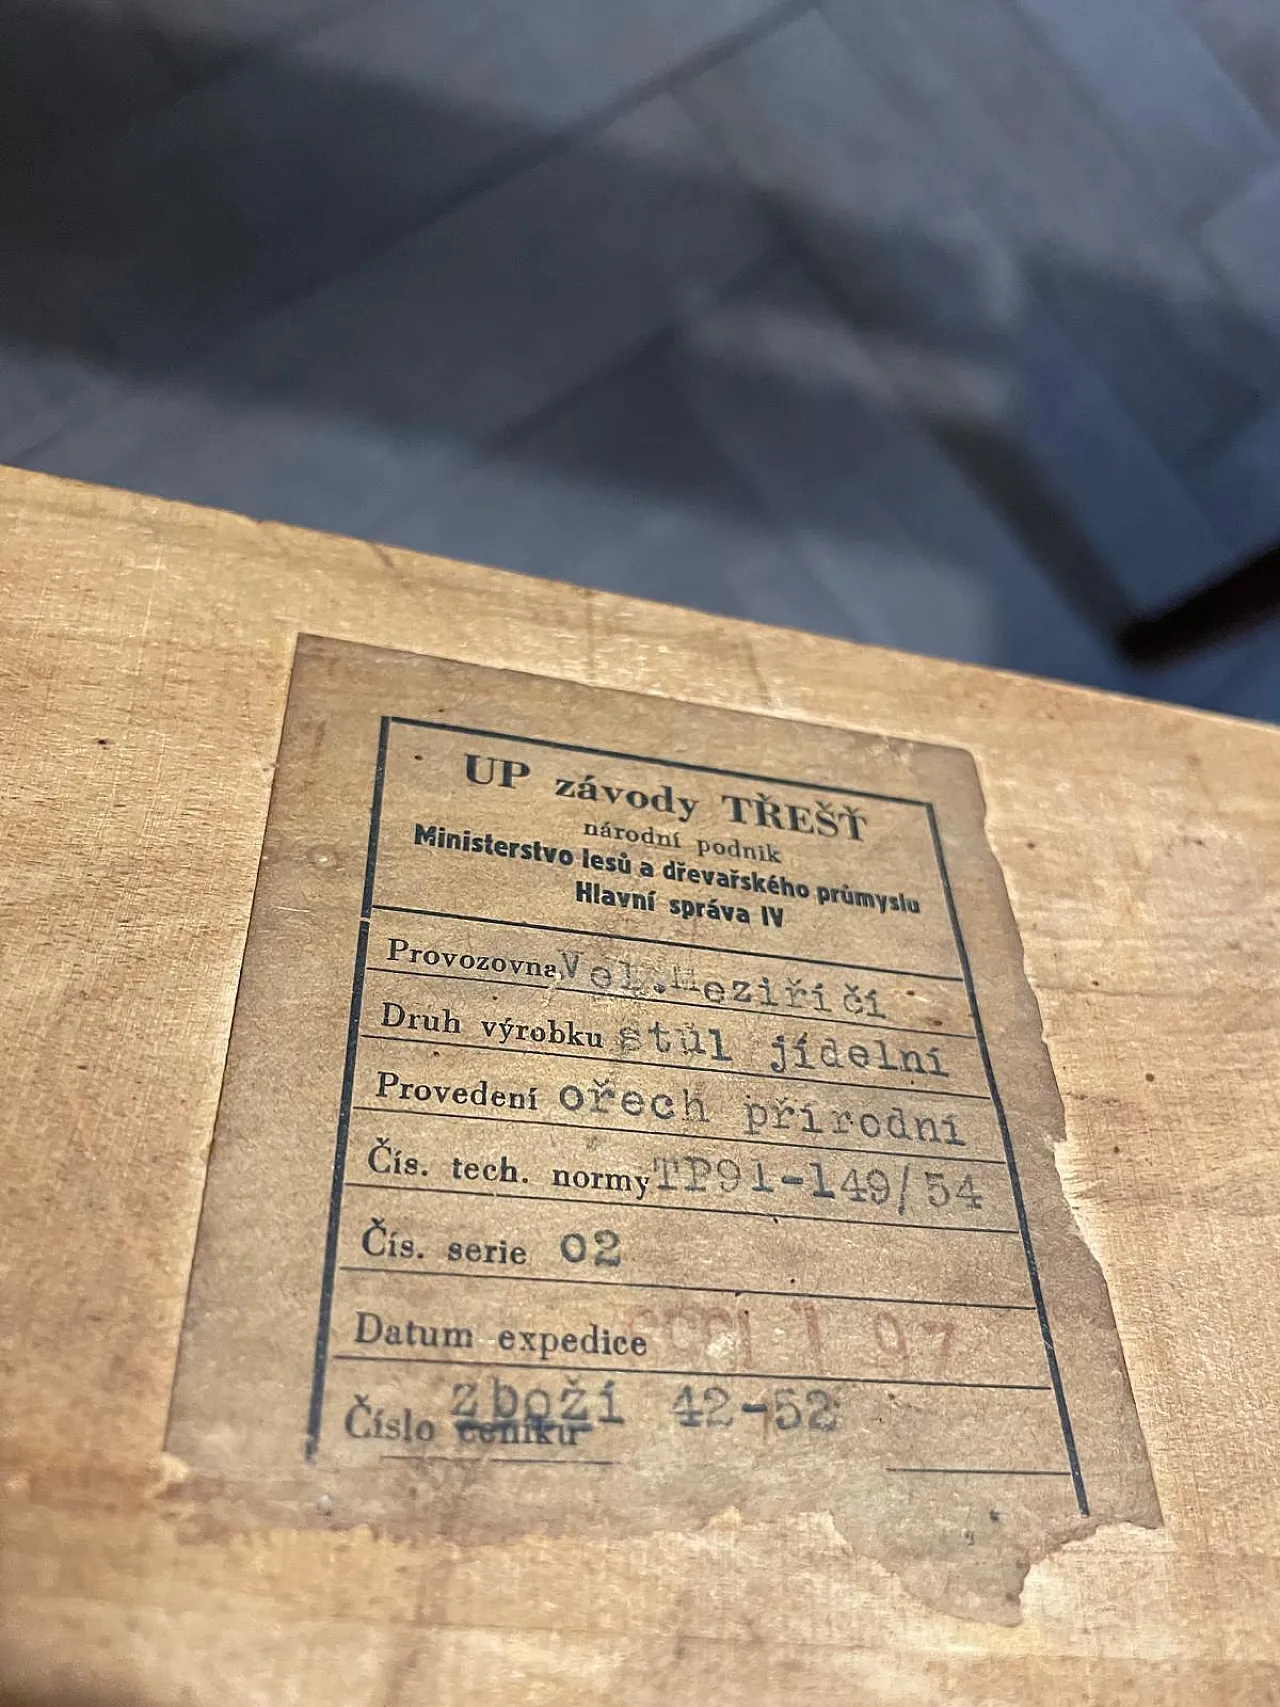 UP závody TŘEŠŤ
národní podnik
Ministerstvo lesů a dřevařského průmyslu
Hlavní správa IV
Provozovna Vel.Meziříčí
Druh výrobku stůl jídelní
Provedení ořech přírodní
Čís. tech. normy TP91-149/54
Čís. serie 02
Datum expedice
Číslo ceníku zboží 42-52